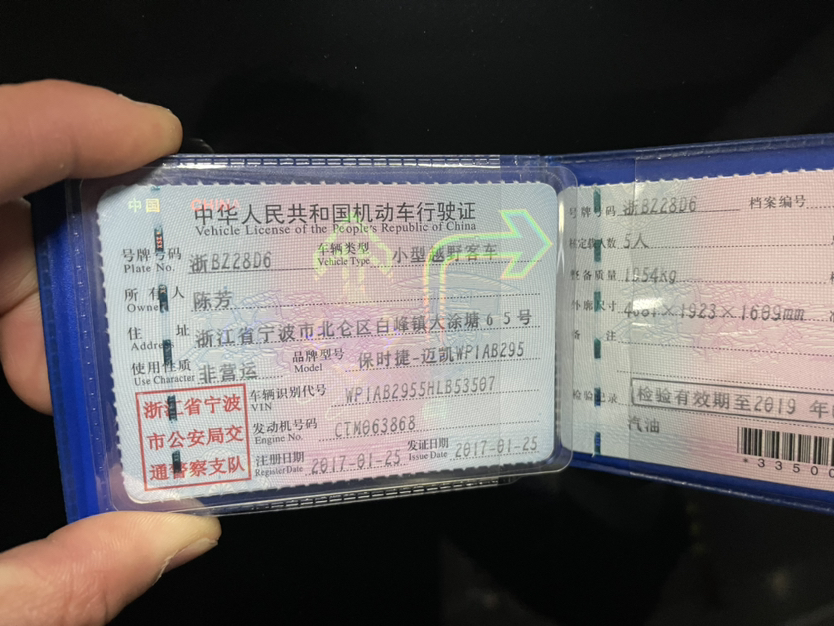 中国 CHINA
中华人民共和国机动车行驶证
Vehicle License of the People's Republic of China
号牌号码 浙BZ28D6 车辆类型 小型越野客车
Plate No. Vehicle Type
所有人 陈芳
Owner
住址 浙江省宁波市北仑区白峰镇大涂塘65号
Address
使用性质 非营运 品牌型号 保时捷-迈凯WP1AB295
Use Character Model
车辆识别代号 WP1AB2955HLB53507
VIN
发动机号码 CTM063868
Engine No.
注册日期 2017-01-25 发证日期 2017-01-25
Register Date Issue Date
浙江省宁波
市公安局交
通警察支队
号牌号码 浙BZ28D6 档案编号
核定载人数 5人
整备质量 1954kg
外廓尺寸 ×1923×1609mm
备注
检验记录 检验有效期至2019年
汽油
*33500